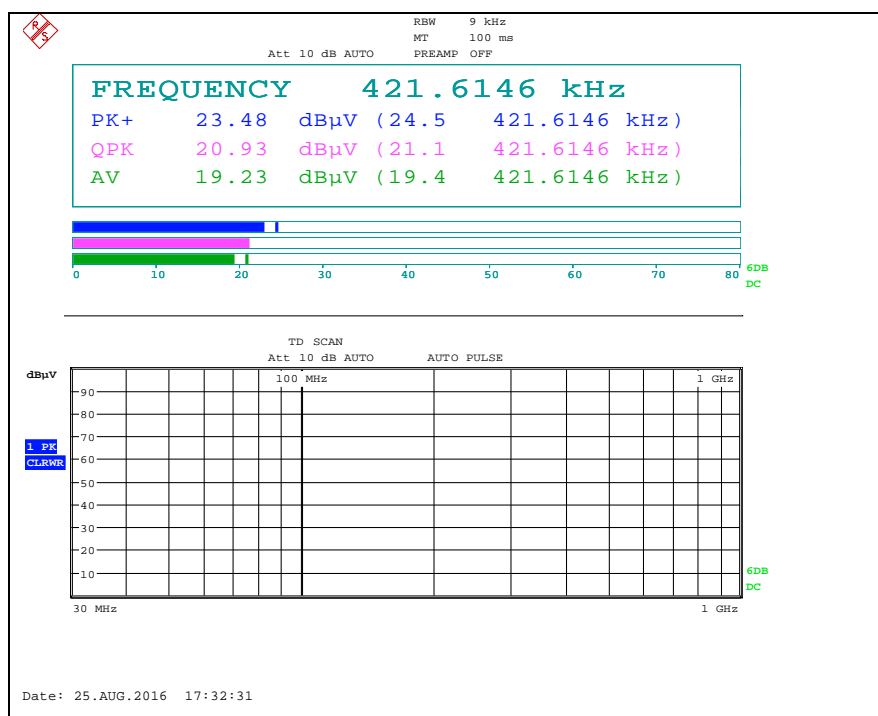 R S
RBW 9 kHz
MT 100 ms
Att 10 dB AUTO PREAMP OFF
FREQUENCY 421.6146 kHz
PK+ 23.48 dBµV (24.5 421.6146 kHz)
QPK 20.93 dBµV (21.1 421.6146 kHz)
AV 19.23 dBµV (19.4 421.6146 kHz)
0 10 20 30 40 50 60 70 80
6DB
DC
TD SCAN
Att 10 dB AUTO AUTO PULSE
dBµV
100 MHz 1 GHz
90
80
70
1 PK
CLRWR
60
50
40
30
20
10
6DB
DC
30 MHz 1 GHz
Date: 25.AUG.2016 17:32:31